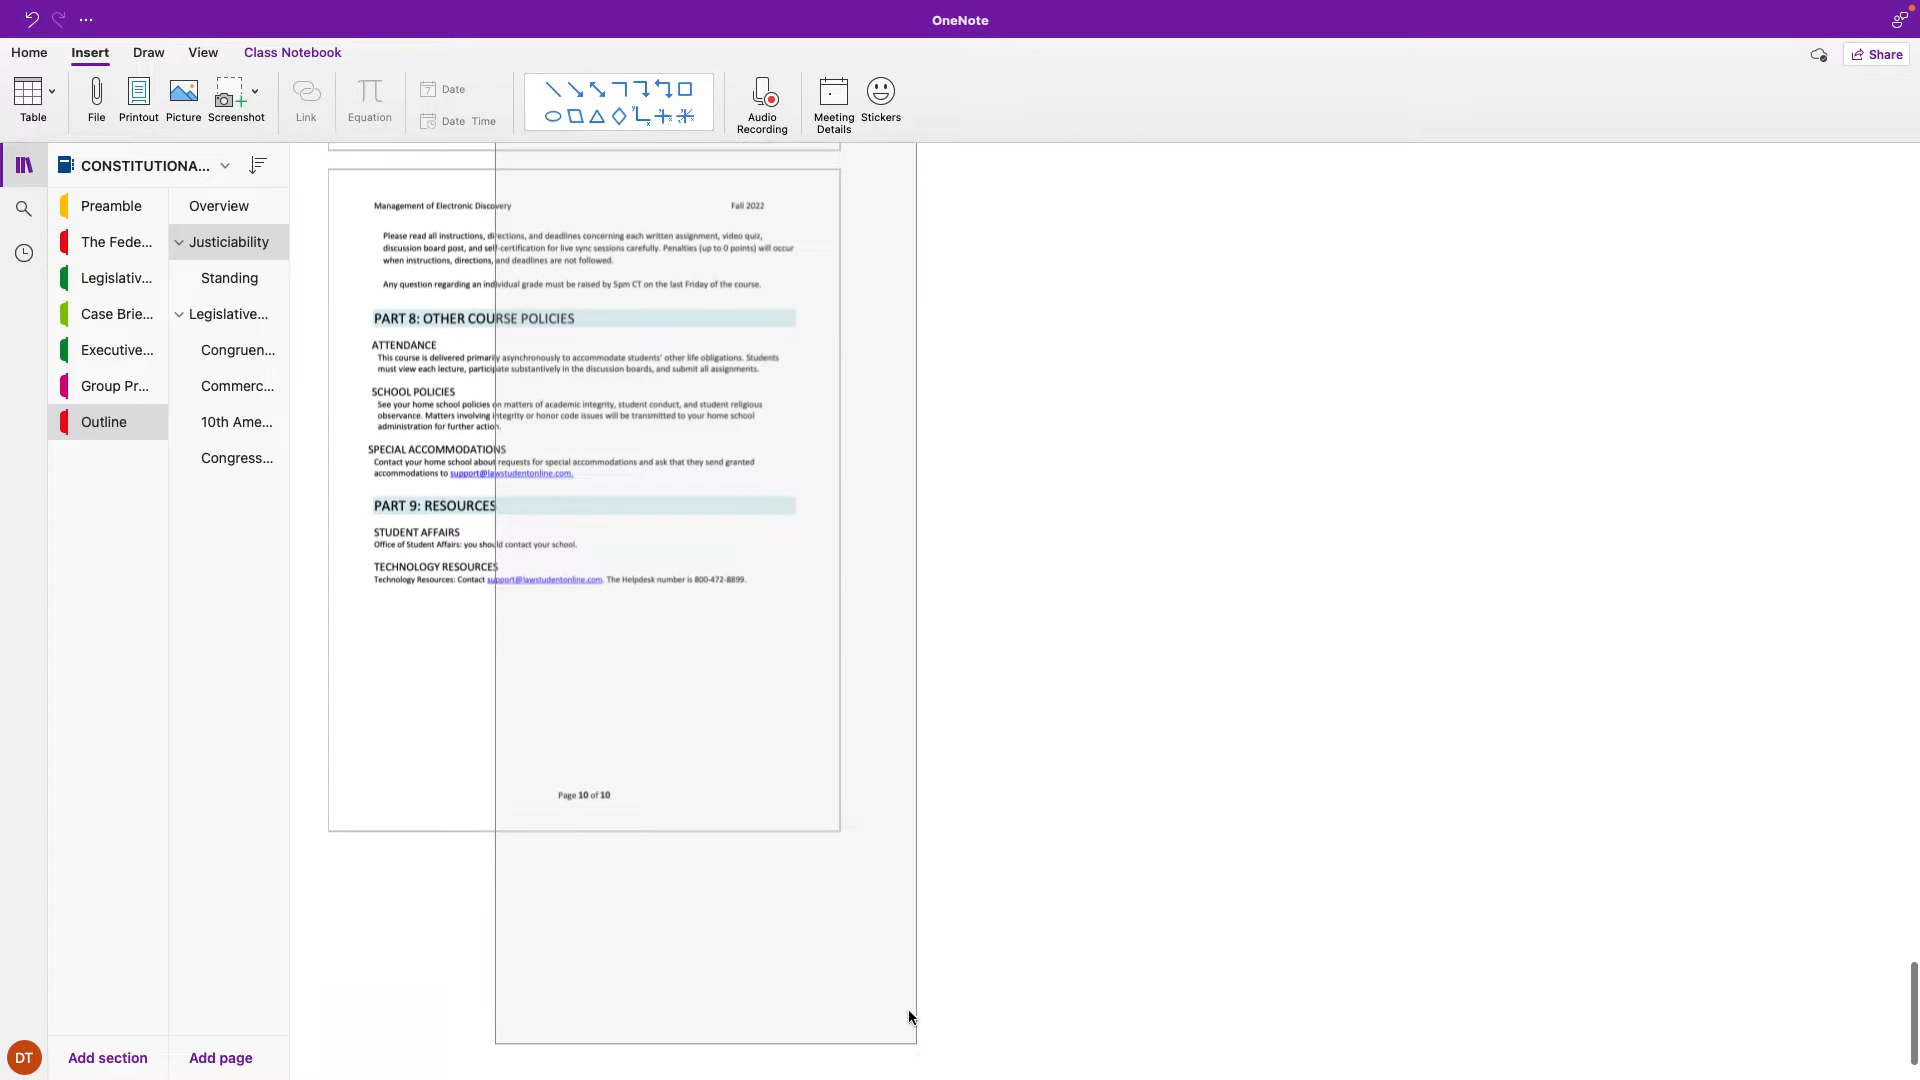 OneNote
Home Insert Draw View Class Notebook
Share
Table File Printout Picture Screenshot Link Equation
Date
Date Time
Audio Recording
Meeting Details
Stickers
CONSTITUTIONA...
Preamble
The Fede...
Legislativ...
Case Brie...
Executive...
Group Pr...
Outline
Overview
Justiciability
Standing
Legislative...
Congruen...
Commerc...
10th Ame...
Congress...
Management of Electronic Discovery Fall 2022
Please read all instructions, directions, and deadlines concerning each written assignment, video quiz,
discussion board post, and self-certification for live sync sessions carefully. Penalties (up to 0 points) will occur
when instructions, directions, and deadlines are not followed.
Any question regarding an individual grade must be raised by 5pm CT on the last Friday of the course.
PART 8: OTHER COURSE POLICIES
ATTENDANCE
This course is delivered primarily asynchronously to accommodate students' other life obligations. Students
must view each lecture, participate substantively in the discussion boards, and submit all assignments.
SCHOOL POLICIES
See your home school policies on matters of academic integrity, student conduct, and student religious
observance. Matters involving integrity or honor code issues will be transmitted to your home school
administration for further action.
SPECIAL ACCOMMODATIONS
Contact your home school about requests for special accommodations and ask that they send granted
accommodations to support@lawstudentonline.com.
PART 9: RESOURCES
STUDENT AFFAIRS
Office of Student Affairs: you should contact your school.
TECHNOLOGY RESOURCES
Technology Resources: Contact support@lawstudentonline.com. The Helpdesk number is 800-472-8899.
Page 10 of 10
DT
Add section
Add page